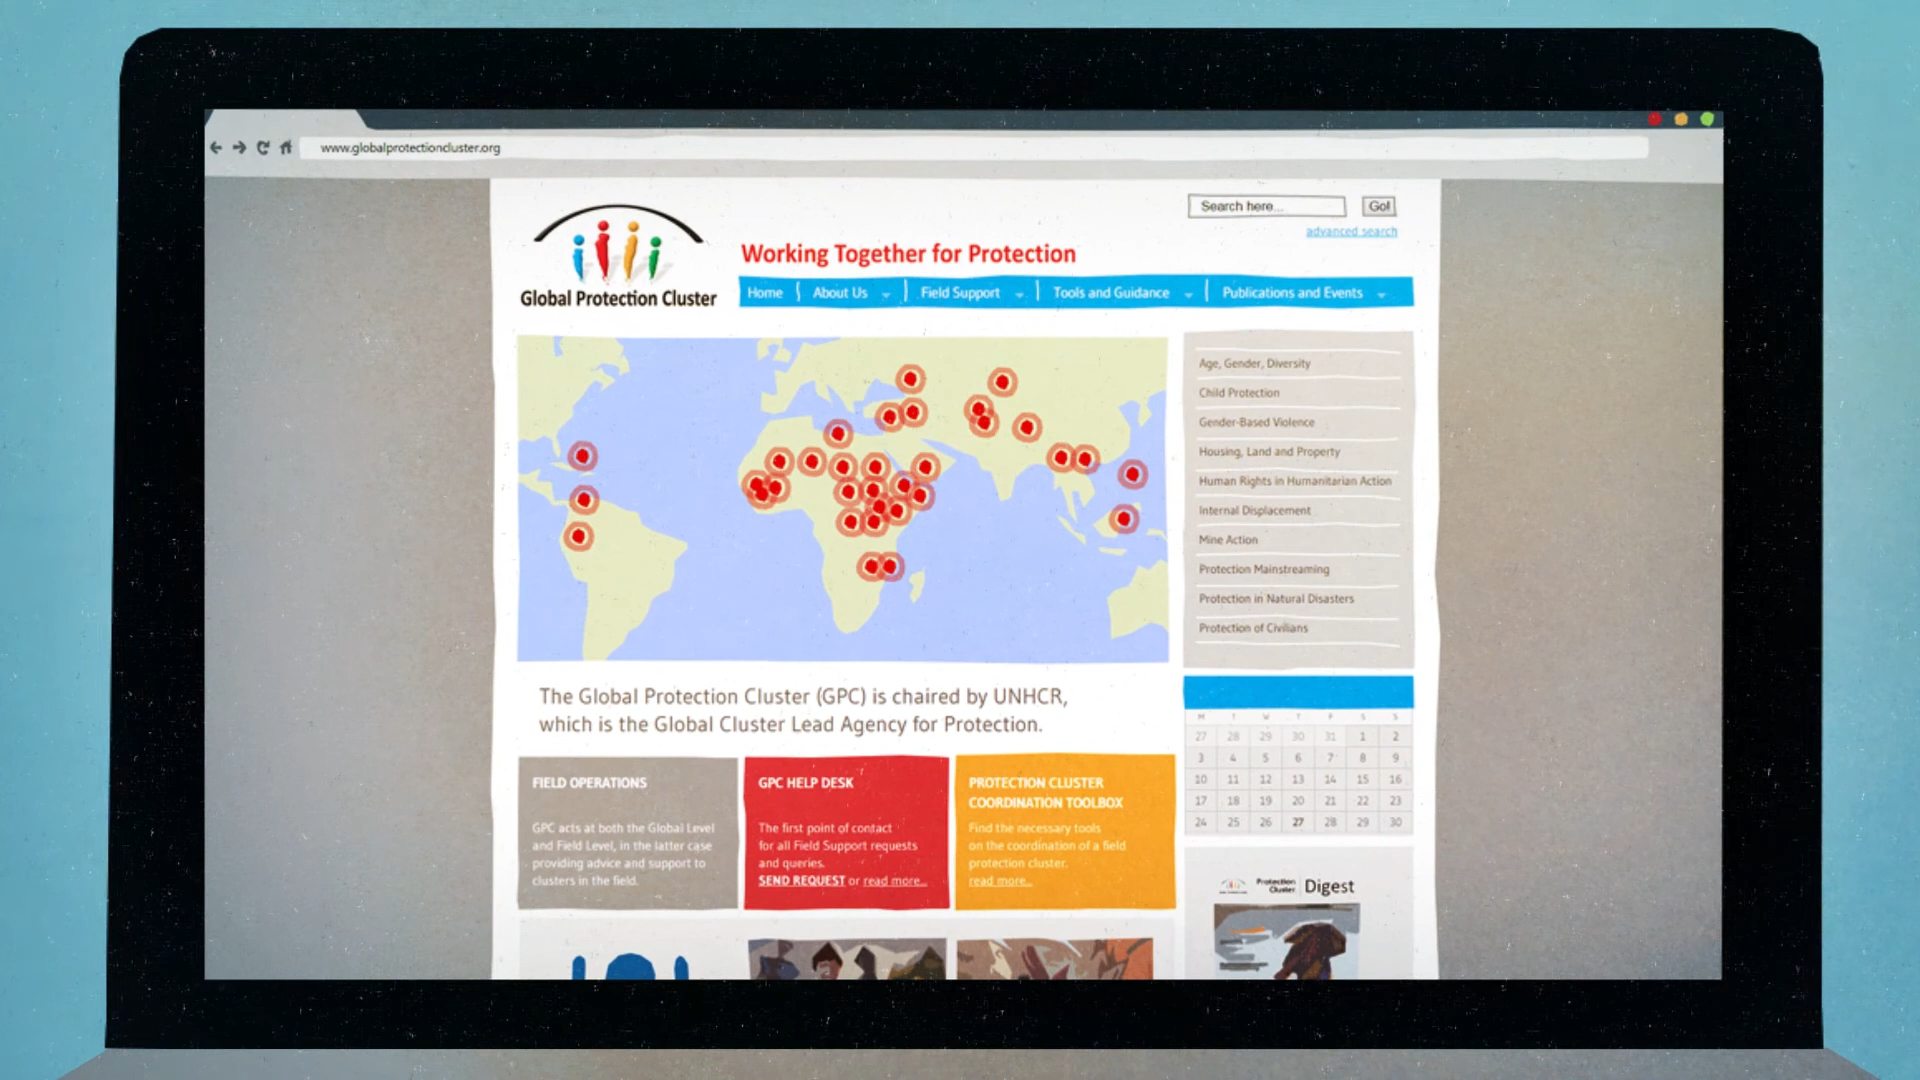 www.globalprotectioncluster.org
Search here...
Go!
advanced search
Working Together for Protection
Global Protection Cluster
Home
About Us
Field Support
Tools and Guidance
Publications and Events
Age, Gender, Diversity
Child Protection
Gender-Based Violence
Housing, Land and Property
Human Rights in Humanitarian Action
Internal Displacement
Mine Action
Protection Mainstreaming
Protection in Natural Disasters
Protection of Civilians
The Global Protection Cluster (GPC) is chaired by UNHCR,
which is the Global Cluster Lead Agency for Protection.
FIELD OPERATIONS
GPC acts at both the Global Level
and Field Level, in the latter case
providing advice and support to
clusters in the field.
GPC HELP DESK
The first point of contact
for all Field Support requests
and queries.
SEND REQUEST or read more...
PROTECTION CLUSTER
COORDINATION TOOLBOX
Find the necessary tools
on the coordination of a field
protection cluster.
read more...
M T W T F S S
27 28 29 30 31 1 2
3 4 5 6 7 8 9
10 11 12 13 14 15 16
17 18 19 20 21 22 23
24 25 26 27 28 29 30
Protection
Cluster
Digest